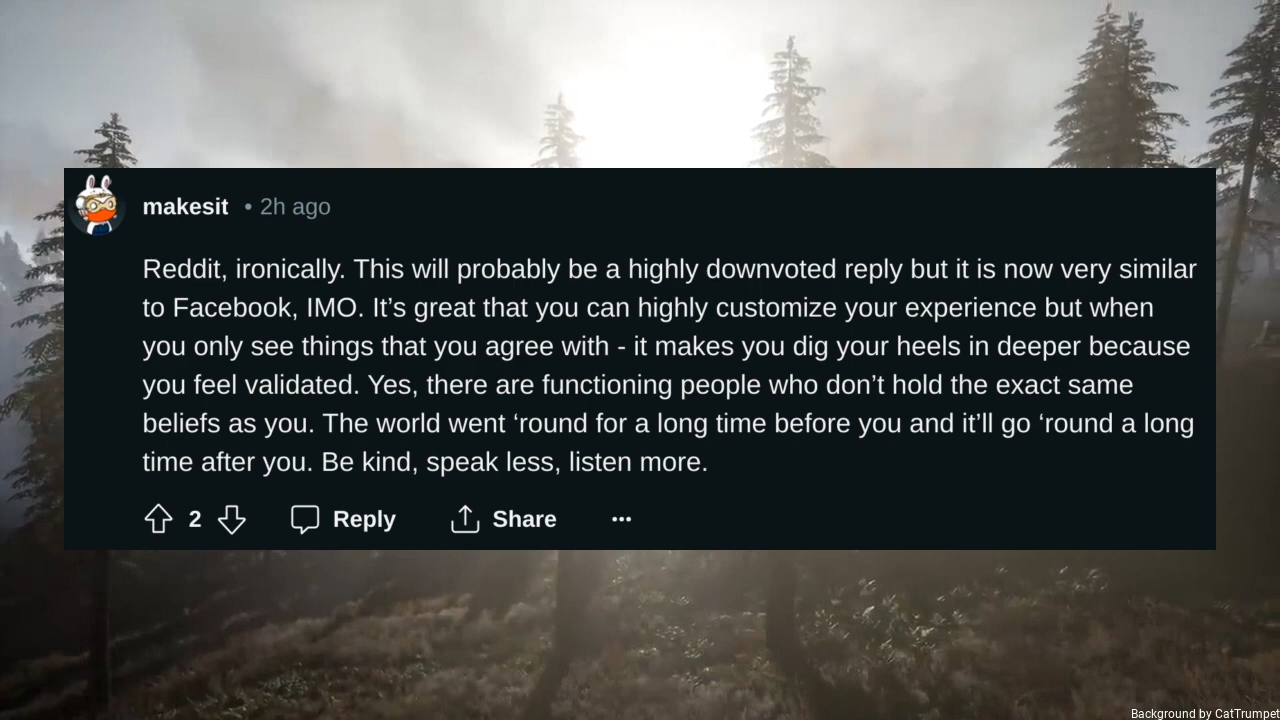 makesit • 2h ago
Reddit, ironically. This will probably be a highly downvoted reply but it is now very similar
to Facebook, IMO. It’s great that you can highly customize your experience but when
you only see things that you agree with - it makes you dig your heels in deeper because
you feel validated. Yes, there are functioning people who don’t hold the exact same
beliefs as you. The world went ‘round for a long time before you and it’ll go ‘round a long
time after you. Be kind, speak less, listen more.
2 Reply Share ···
Background by CatTrumpet